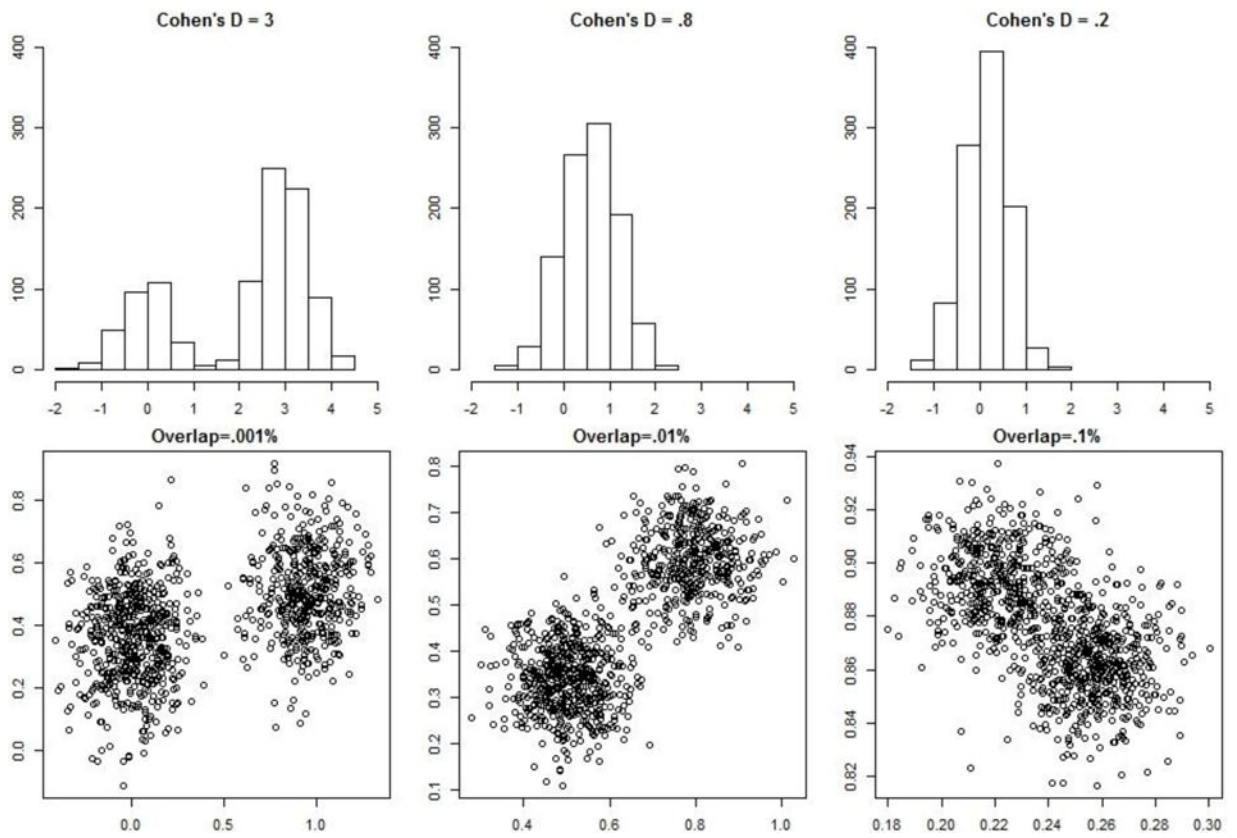 Cohen's D = 3
Cohen's D = .8
Cohen's D = .2
400
300
200
100
0
-2 -1 0 1 2 3 4 5
400
300
200
100
0
-2 -1 0 1 2 3 4 5
400
300
200
100
0
-2 -1 0 1 2 3 4 5
Overlap=.001%
Overlap=.01%
Overlap=.1%
0.8
0.6
0.4
0.2
0.0
0.0 0.5 1.0
0.8
0.7
0.6
0.5
0.4
0.3
0.2
0.1
0.4 0.6 0.8 1.0
0.94
0.92
0.90
0.88
0.86
0.84
0.82
0.18 0.20 0.22 0.24 0.26 0.28 0.30